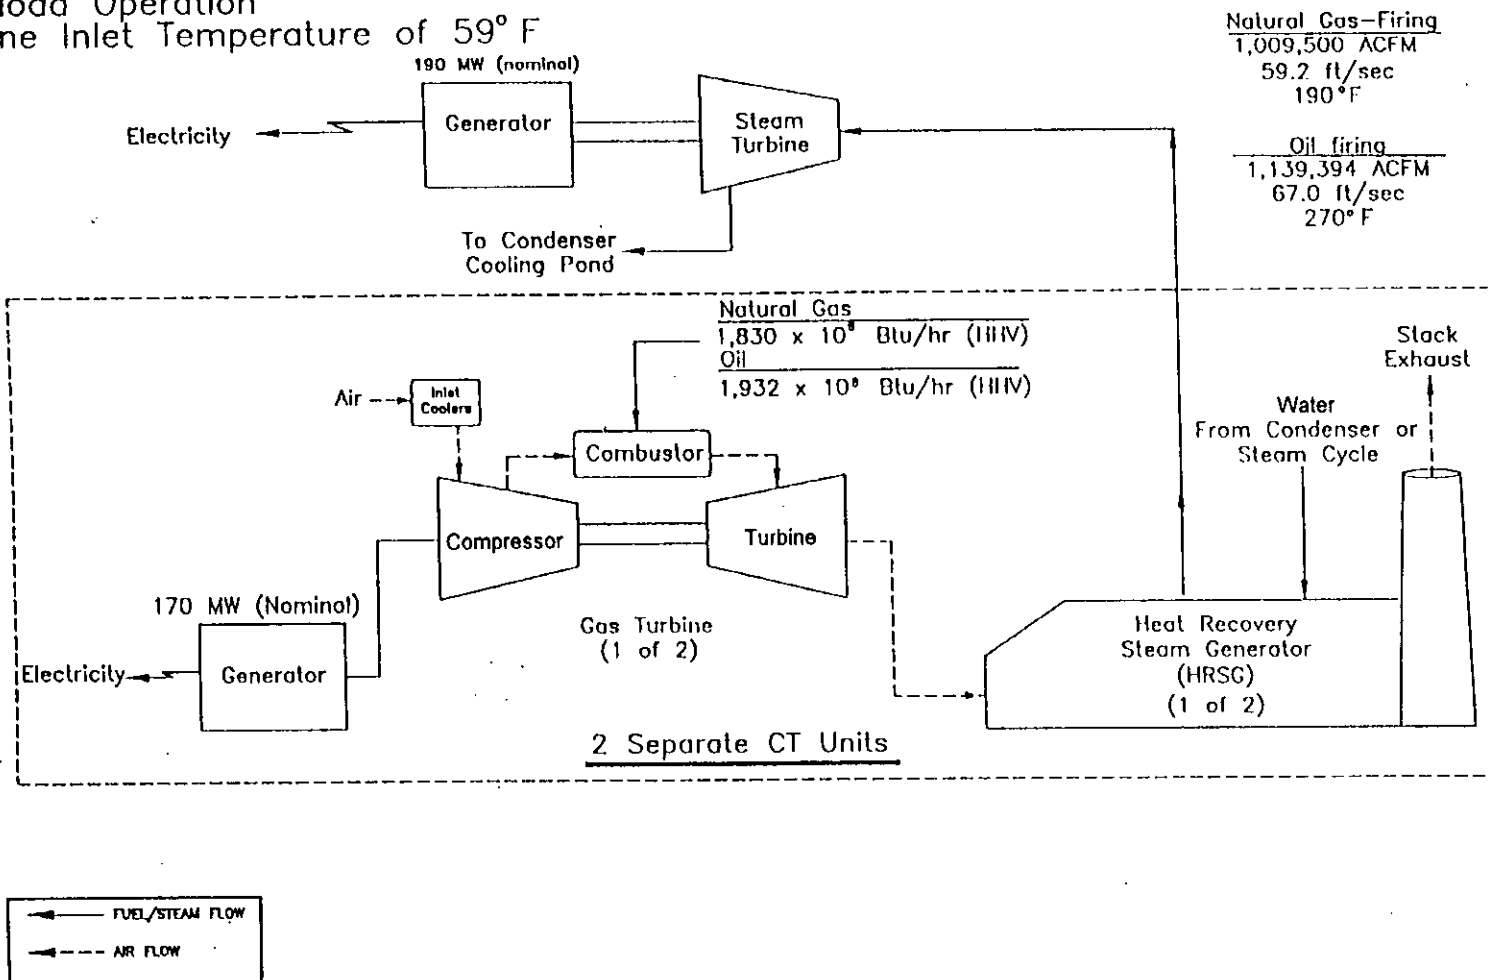 load Operation
ne Inlet Temperature of 59° F
Natural Gas-Firing
1,009,500 ACFM
59.2 ft/sec
190°F
Oil firing
1,139,394 ACFM
67.0 ft/sec
270° F
190 MW (nominal)
Generator
Steam
Turbine
Electricity
To Condenser
Cooling Pond
Natural Gas
1,830 x 10⁶ Btu/hr (HHV)
Oil
1,932 x 10⁶ Btu/hr (HHV)
Stack
Exhaust
Air
Inlet
Coolers
Water
From Condenser or
Steam Cycle
Combustor
Compressor
Turbine
170 MW (Nominal)
Gas Turbine
(1 of 2)
Heat Recovery
Steam Generator
(HRSG)
(1 of 2)
Electricity
Generator
2 Separate CT Units
FUEL/STEAM FLOW
AIR FLOW